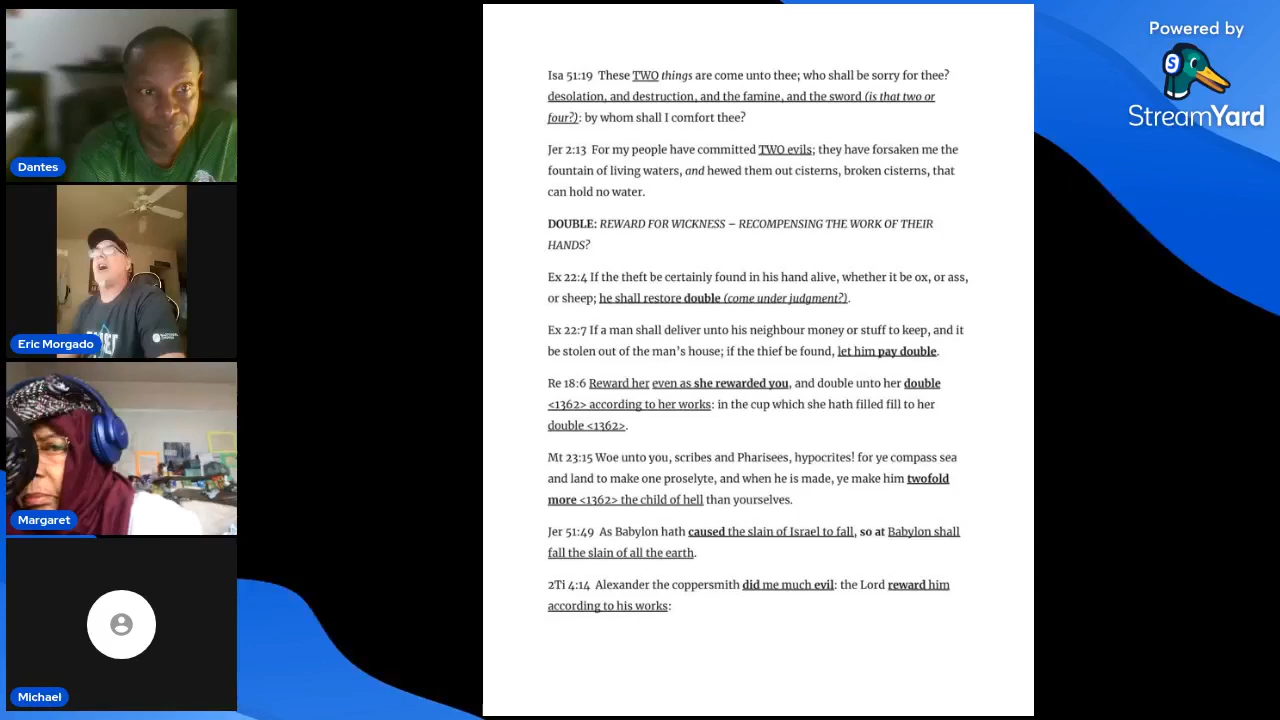 Powered by
StreamYard
Dantes
Eric Morgado
Margaret
Michael
Isa 51:19 These TWO things are come unto thee; who shall be sorry for thee?
desolation, and destruction, and the famine, and the sword (is that two or
four?): by whom shall I comfort thee?
Jer 2:13 For my people have committed TWO evils; they have forsaken me the
fountain of living waters, and hewed them out cisterns, broken cisterns, that
can hold no water.
DOUBLE: REWARD FOR WICKNESS – RECOMPENSING THE WORK OF THEIR
HANDS?
Ex 22:4 If the theft be certainly found in his hand alive, whether it be ox, or ass,
or sheep; he shall restore double (come under judgment?).
Ex 22:7 If a man shall deliver unto his neighbour money or stuff to keep, and it
be stolen out of the man's house; if the thief be found, let him pay double.
Re 18:6 Reward her even as she rewarded you, and double unto her double
<1362> according to her works: in the cup which she hath filled fill to her
double <1362>.
Mt 23:15 Woe unto you, scribes and Pharisees, hypocrites! for ye compass sea
and land to make one proselyte, and when he is made, ye make him twofold
more <1362> the child of hell than yourselves.
Jer 51:49 As Babylon hath caused the slain of Israel to fall, so at Babylon shall
fall the slain of all the earth.
2Ti 4:14 Alexander the coppersmith did me much evil: the Lord reward him
according to his works: